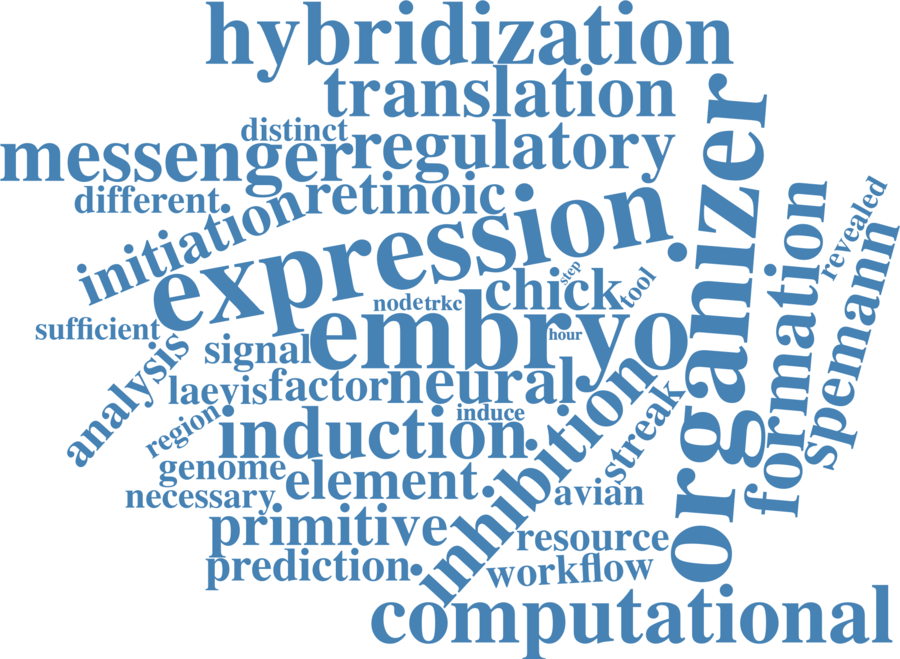 hybridization
translation
distinct
messenger
regulatory
organizer
different
retinoic
initiation
expression
formation
revealed
spemann
step
chick
tool
node
trkc
sufficient
embryo
hour
signal
analysis
laevis
factor
neural
induce
region
induction
inhibition
streak
genome
necessary
element
avian
primitive
resource
prediction
workflow
computational